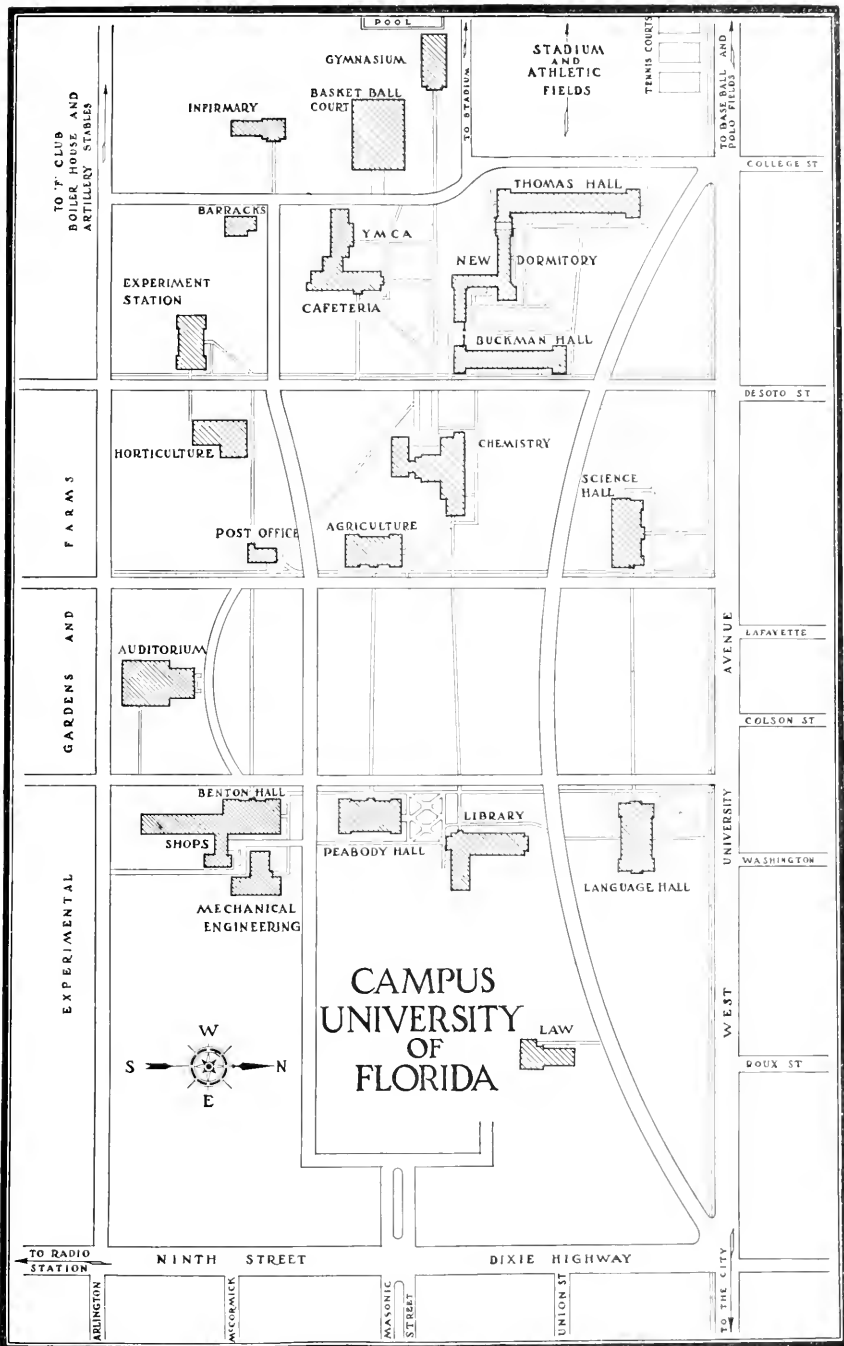 POOL
GYMNASIUM
STADIUM
AND
ATHLETIC
FIELDS
TENNIS COURTS
TO STADIUM
TO BASE BALL AND
POLO FIELDS
BASKET BALL
COURT
INFIRMARY
TO "F" CLUB
BOILER HOUSE AND
ARTILLERY STABLES
COLLEGE ST
THOMAS HALL
BARRACKS
YMCA
NEW DORMITORY
EXPERIMENT
STATION
CAFETERIA
BUCKMAN HALL
DESOTO ST
HORTICULTURE
CHEMISTRY
SCIENCE
HALL
POST OFFICE
AGRICULTURE
LAFAYETTE
AUDITORIUM
COLSON ST
BENTON HALL
LIBRARY
SHOPS
PEABODY HALL
WASHINGTON
LANGUAGE HALL
MECHANICAL
ENGINEERING
EXPERIMENTAL GARDENS AND FARMS
WEST UNIVERSITY AVENUE
CAMPUS
UNIVERSITY
OF
FLORIDA
LAW
W
S N
E
ROUX ST
TO RADIO
STATION
NINTH STREET
DIXIE HIGHWAY
TO THE CITY
ARLINGTON
McCORMICK
MASONIC
STREET
UNION ST